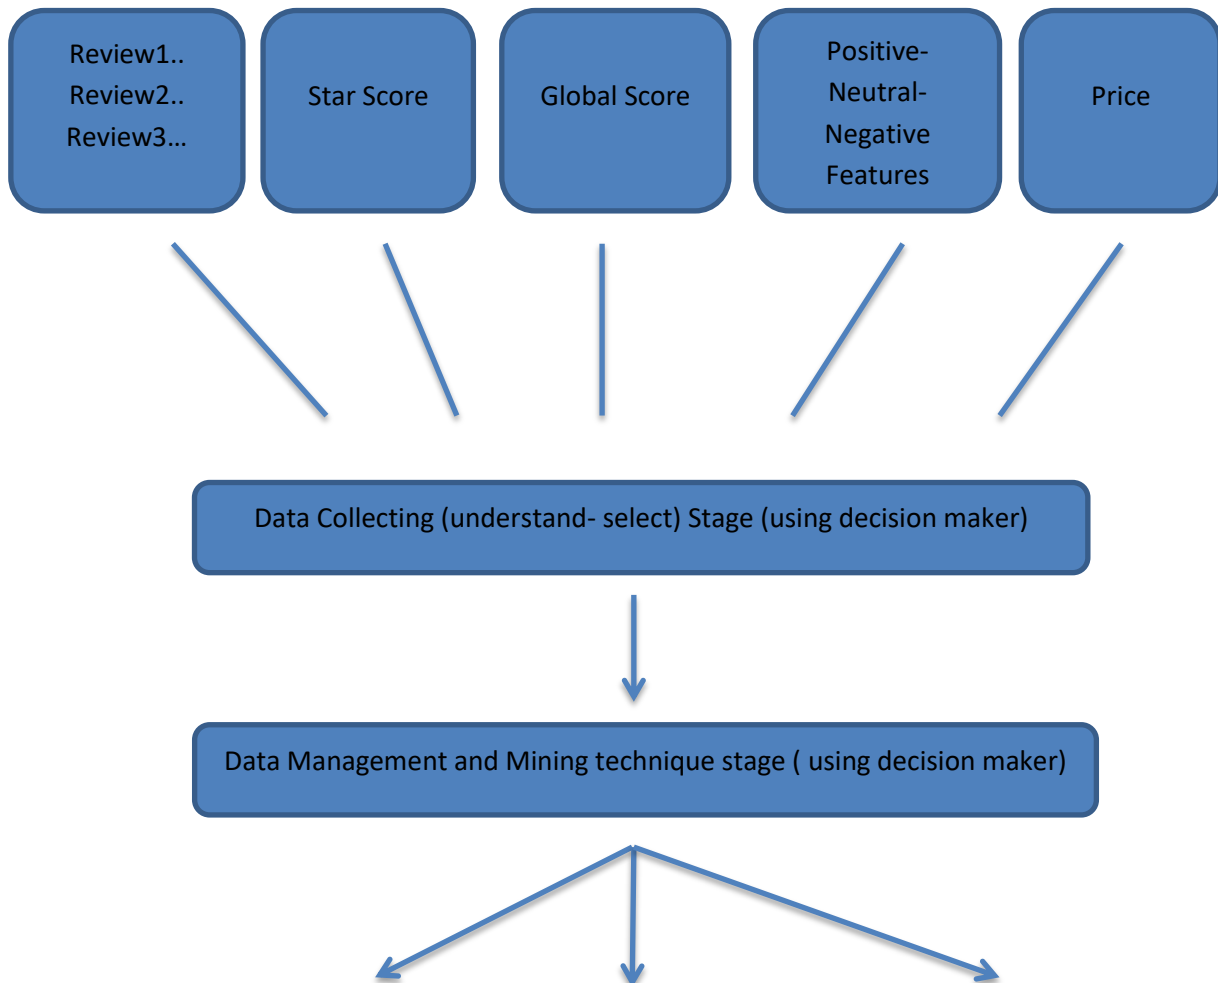 Review1..
Review2..
Review3...
Star Score
Global Score
Positive-
Neutral-
Negative
Features
Price
Data Collecting (understand- select) Stage (using decision maker)
Data Management and Mining technique stage ( using decision maker)